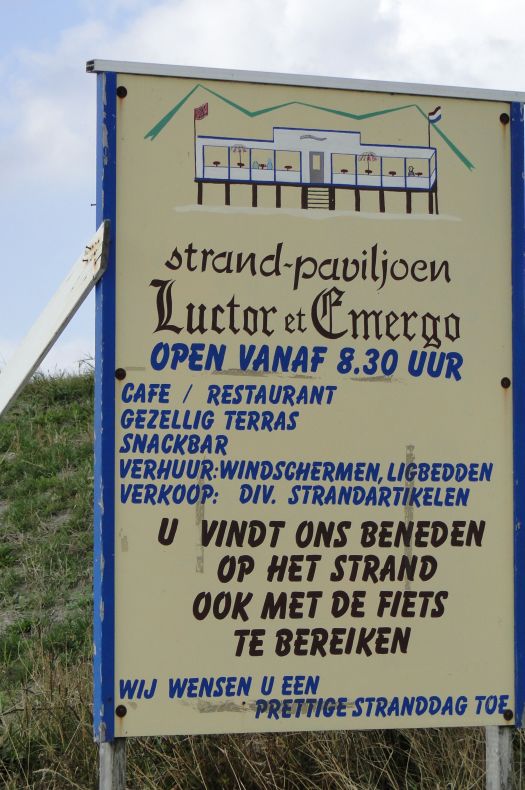 strand-paviljoen
Luctor et Emergo
OPEN VANAF 8.30 UUR
CAFE / RESTAURANT
GEZELLIG TERRAS
SNACKBAR
VERHUUR:WINDSCHERMEN,LIGBEDDEN
VERKOOP: DIV. STRANDARTIKELEN
U VINDT ONS BENEDEN
OP HET STRAND
OOK MET DE FIETS
TE BEREIKEN
WIJ WENSEN U EEN
PRETTIGE STRANDDAG TOE